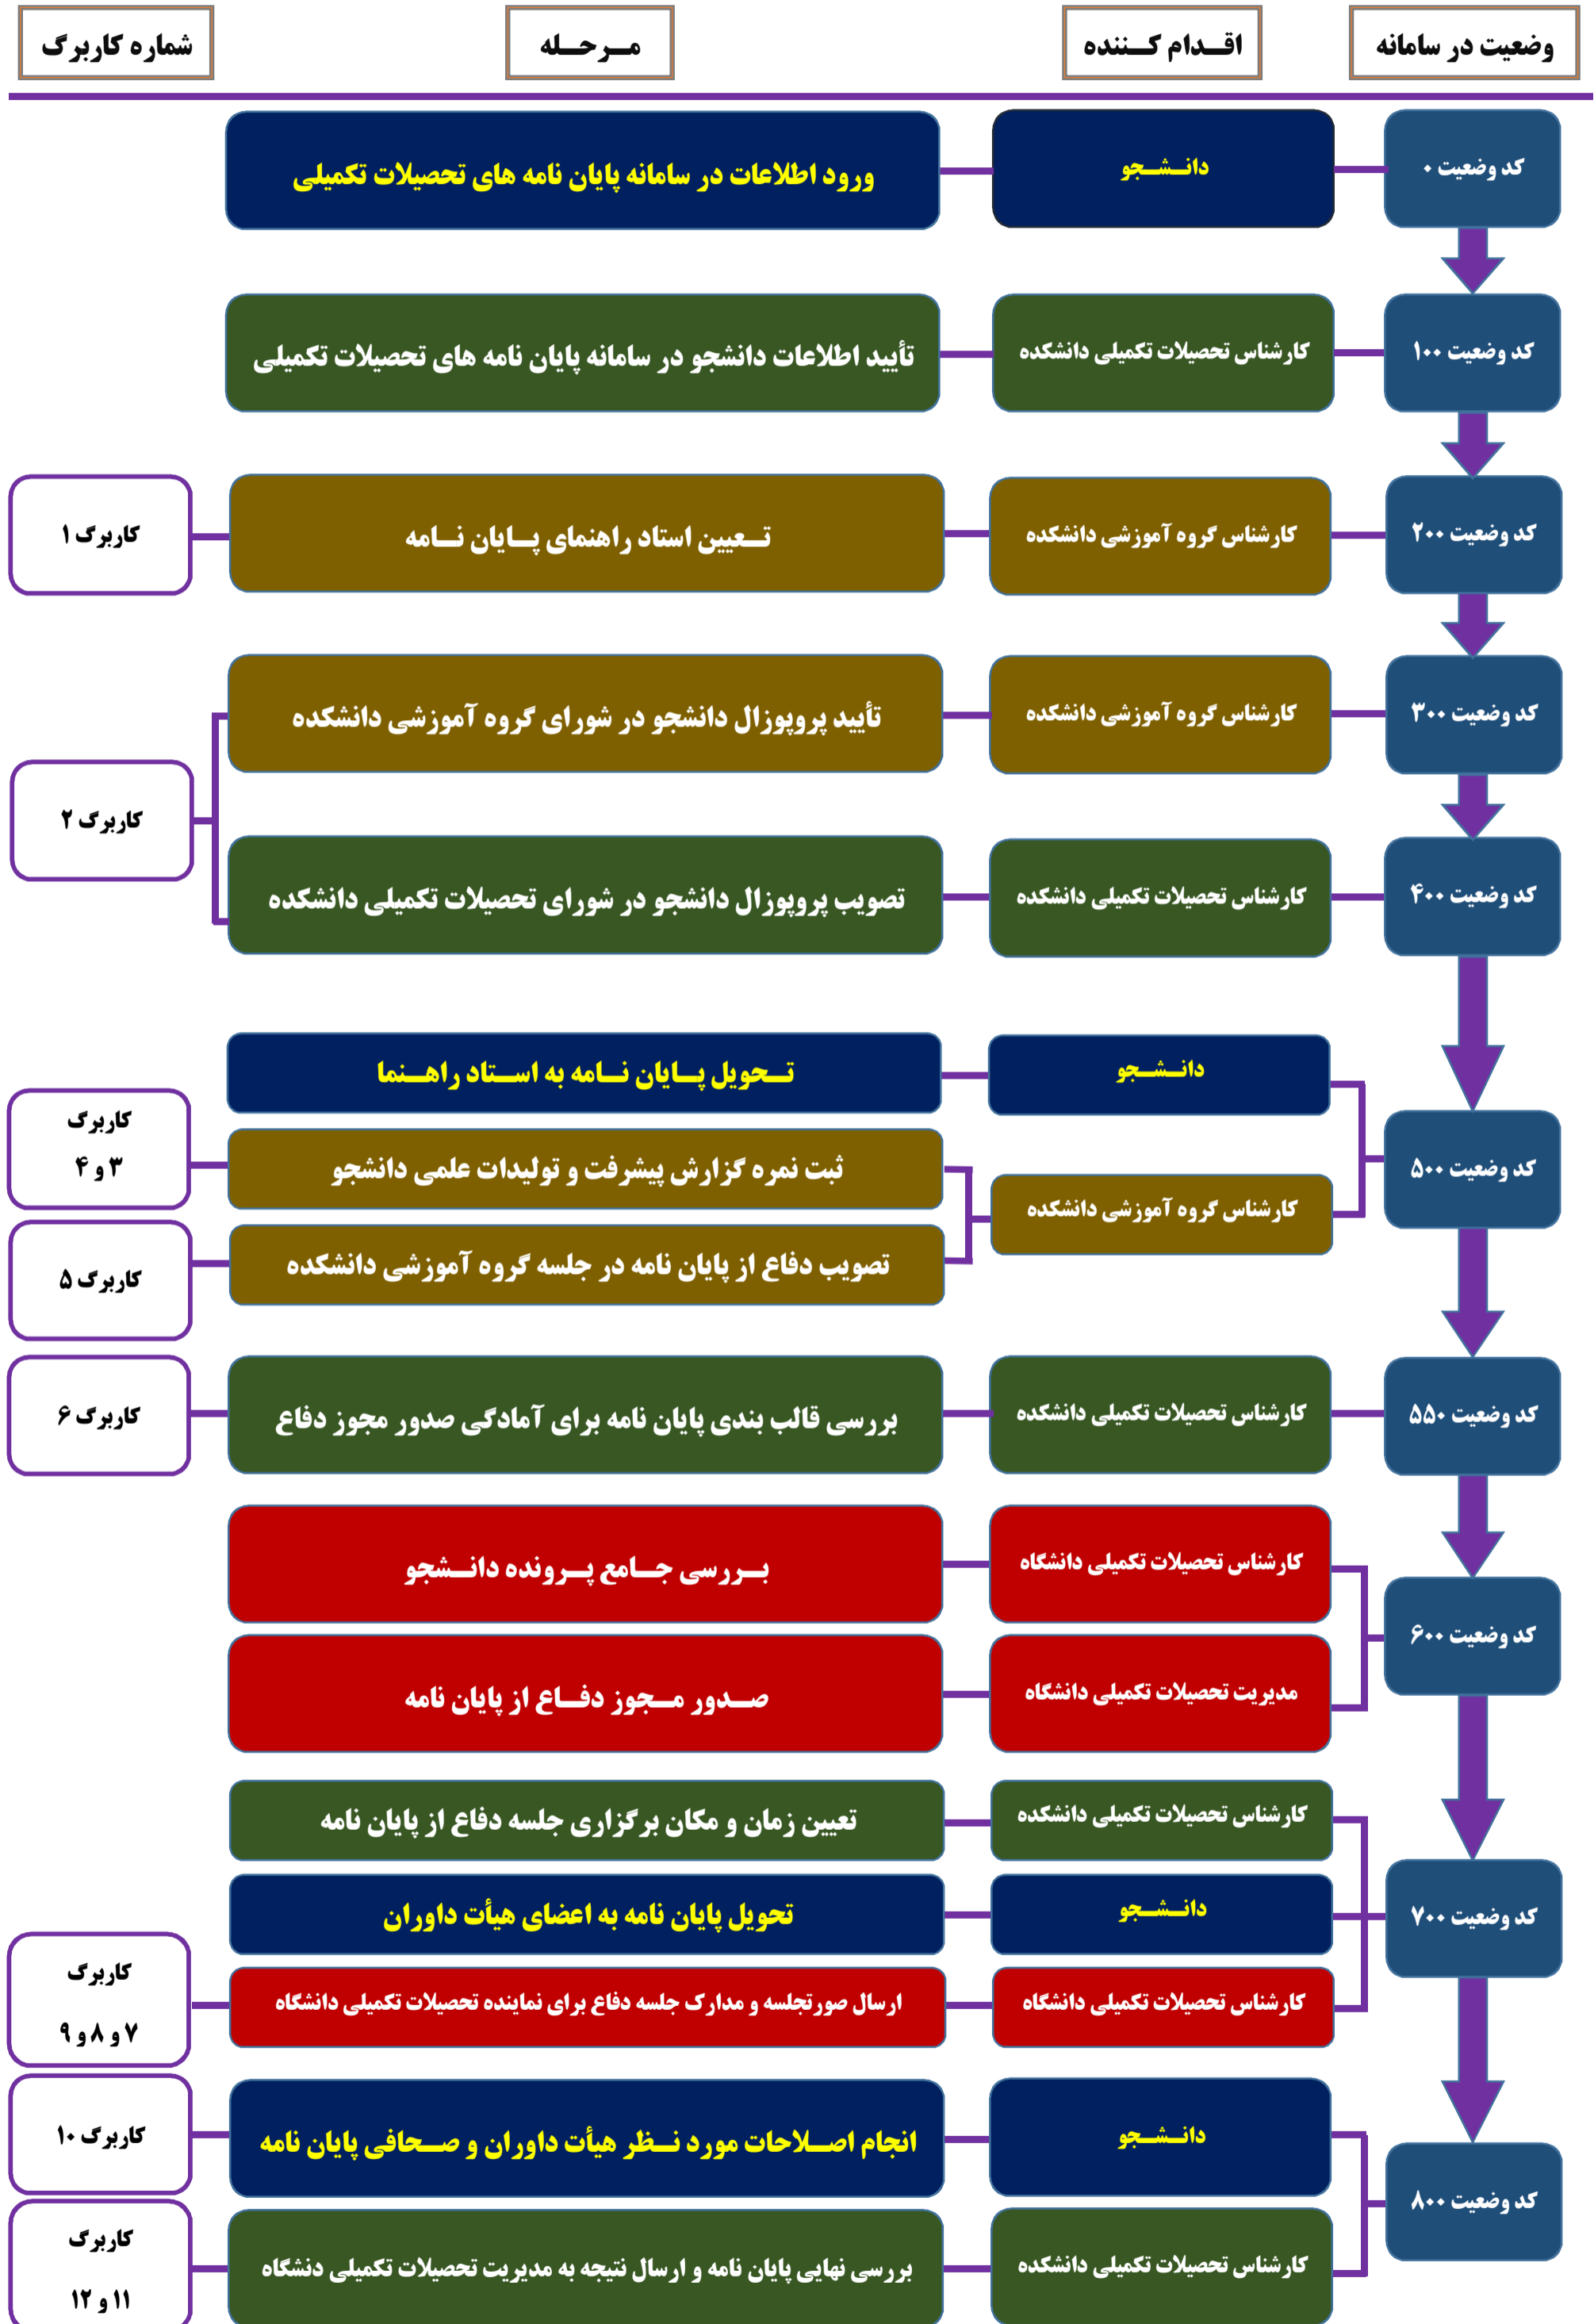 وضعیت در سامانه
اقـدام کـننده
مـرحـله
شماره کاربرگ
کد وضعیت ۰
دانـشـجو
ورود اطلاعات در سامانه پایان نامه های تحصیلات تکمیلی
کد وضعیت ۱۰۰
کارشناس تحصیلات تکمیلی دانشکده
تأیید اطلاعات دانشجو در سامانه پایان نامه های تحصیلات تکمیلی
کد وضعیت ۲۰۰
کارشناس گروه آموزشی دانشکده
تـعیین استاد راهنمای پـایان نـامه
کاربرگ ۱
کد وضعیت ۳۰۰
کارشناس گروه آموزشی دانشکده
تأیید پروپوزال دانشجو در شورای گروه آموزشی دانشکده
کاربرگ ۲
کد وضعیت ۴۰۰
کارشناس تحصیلات تکمیلی دانشکده
تصویب پروپوزال دانشجو در شورای تحصیلات تکمیلی دانشکده
کد وضعیت ۵۰۰
دانـشـجو
تـحویل پـایان نـامه به اسـتاد راهـنما
کارشناس گروه آموزشی دانشکده
ثبت نمره گزارش پیشرفت و تولیدات علمی دانشجو
کاربرگ
۳ و ۴
تصویب دفاع از پایان نامه در جلسه گروه آموزشی دانشکده
کاربرگ ۵
کد وضعیت ۵۵۰
کارشناس تحصیلات تکمیلی دانشکده
بررسی قالب بندی پایان نامه برای آمادگی صدور مجوز دفاع
کاربرگ ۶
کد وضعیت ۶۰۰
کارشناس تحصیلات تکمیلی دانشگاه
بـررسی جـامع پـرونده دانـشجو
مدیریت تحصیلات تکمیلی دانشگاه
صـدور مـجوز دفـاع از پایان نامه
کد وضعیت ۷۰۰
کارشناس تحصیلات تکمیلی دانشکده
تعیین زمان و مکان برگزاری جلسه دفاع از پایان نامه
دانـشـجو
تحویل پایان نامه به اعضای هیأت داوران
کارشناس تحصیلات تکمیلی دانشگاه
ارسال صورتجلسه و مدارک جلسه دفاع برای نماینده تحصیلات تکمیلی دانشگاه
کاربرگ
۷ و ۸ و ۹
کد وضعیت ۸۰۰
دانـشـجو
انجام اصـلاحات مورد نـظر هیأت داوران و صـحافی پایان نامه
کاربرگ ۱۰
کارشناس تحصیلات تکمیلی دانشکده
بررسی نهایی پایان نامه و ارسال نتیجه به مدیریت تحصیلات تکمیلی دنشگاه
کاربرگ
۱۱ و ۱۲